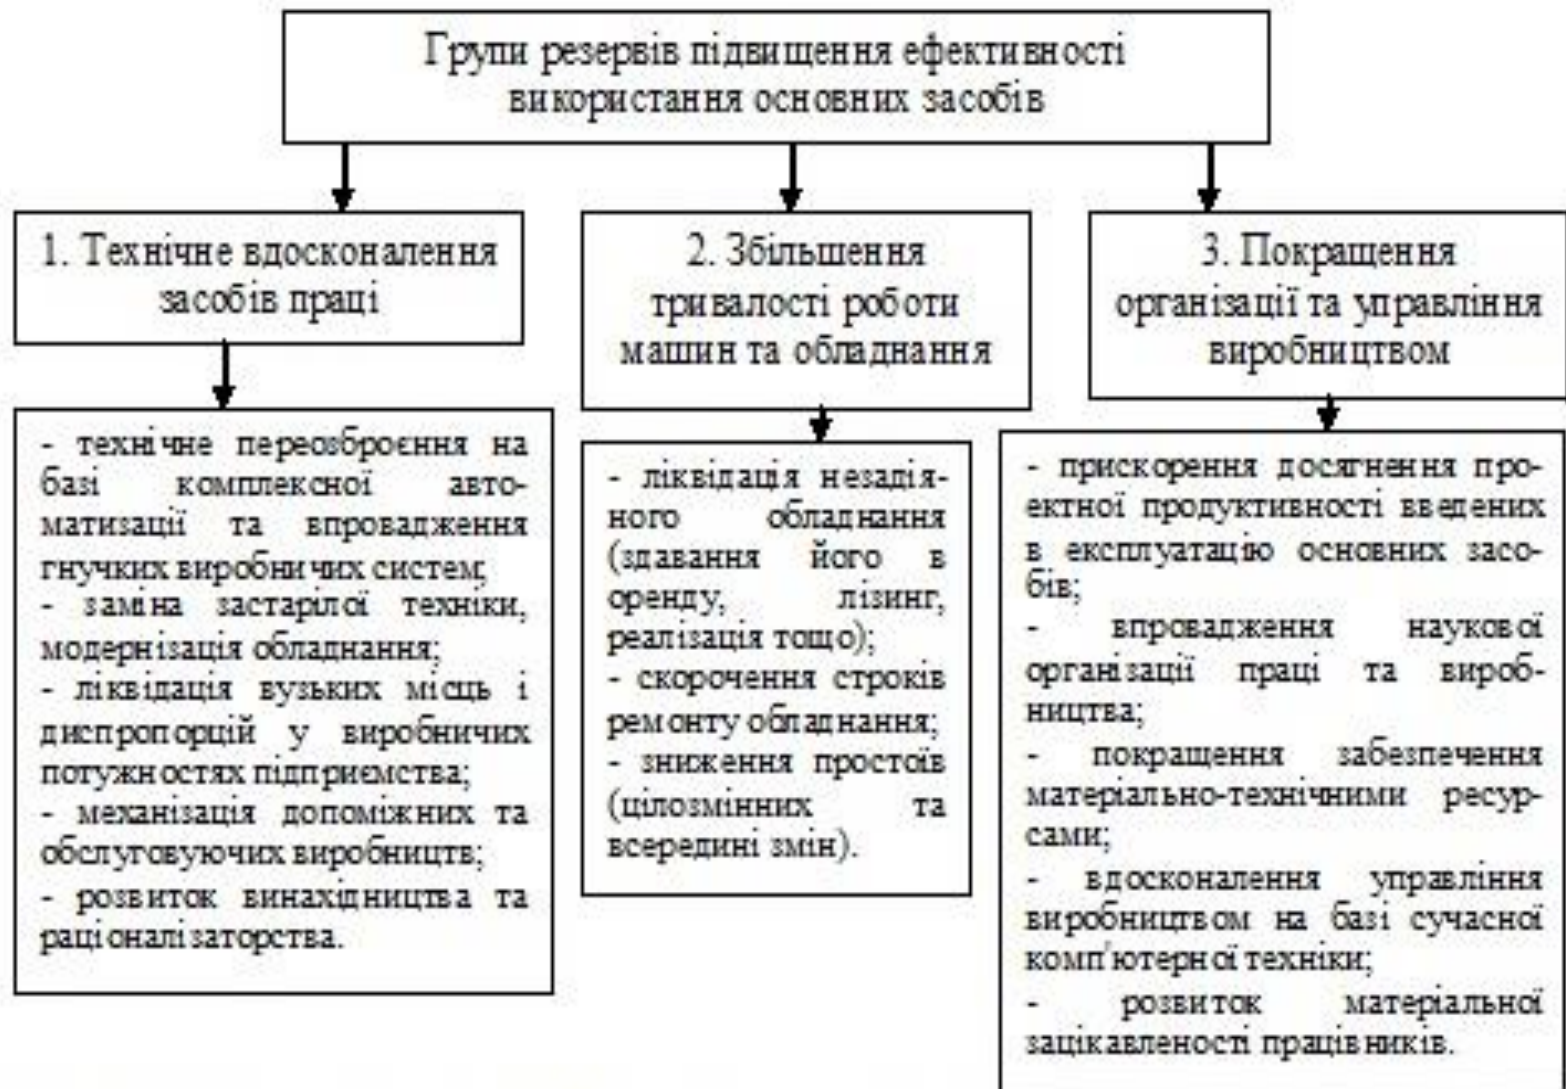 Групи резервів підвищення ефективності
використання основних засобів
1. Технічне вдосконалення
засобів праці
2. Збільшення
тривалості роботи
машин та обладнання
3. Покращення
організації та управління
виробництвом
- технічне переозброєння на
базі комплексної авто-
матизації та впровадження
гнучких виробничих систем;
- заміна застарілої техніки,
модернізація обладнання;
- ліквідація вузьких місць і
диспропорцій у виробничих
потужностях підприємства;
- механізація допоміжних та
обслуговуючих виробництв;
- розвиток винахідництва та
раціоналізаторства.
- ліквідація незадія-
ного обладнання
(здавання його в
оренду, лізинг,
реалізація тощо);
- скорочення строків
ремонту обладнання;
- зниження простоїв
(цілозмінних та
всередині змін).
- прискорення досягнення про-
ектної продуктивності введених
в експлуатацію основних засо-
бів;
- впровадження наукової
організації праці та вироб-
ництва;
- покращення забезпечення
матеріально-технічними ресур-
сами;
- вдосконалення управління
виробництвом на базі сучасної
комп'ютерної техніки;
- розвиток матеріальної
зацікавленості працівників.